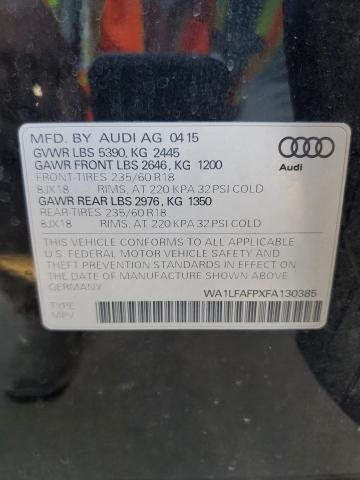 MFD. BY AUDI AG 04 15
GVWR LBS 5390, KG 2445
GAWR FRONT LBS 2646, KG 1200
FRONT-TIRES 235/60 R18
8JX18 RIMS, AT 220 KPA 32 PSI COLD
GAWR REAR LBS 2976, KG 1350
REAR-TIRES 235/60 R18
8JX18 RIMS, AT 220 KPA 32 PSI COLD
Audi
THIS VEHICLE CONFORMS TO ALL APPLICABLE
U.S. FEDERAL MOTOR VEHICLE SAFETY AND
THEFT PREVENTION STANDARDS IN EFFECT ON
THE DATE OF MANUFACTURE SHOWN ABOVE
GERMANY
WA1LFAFPXFA130385
TYPE
MPV